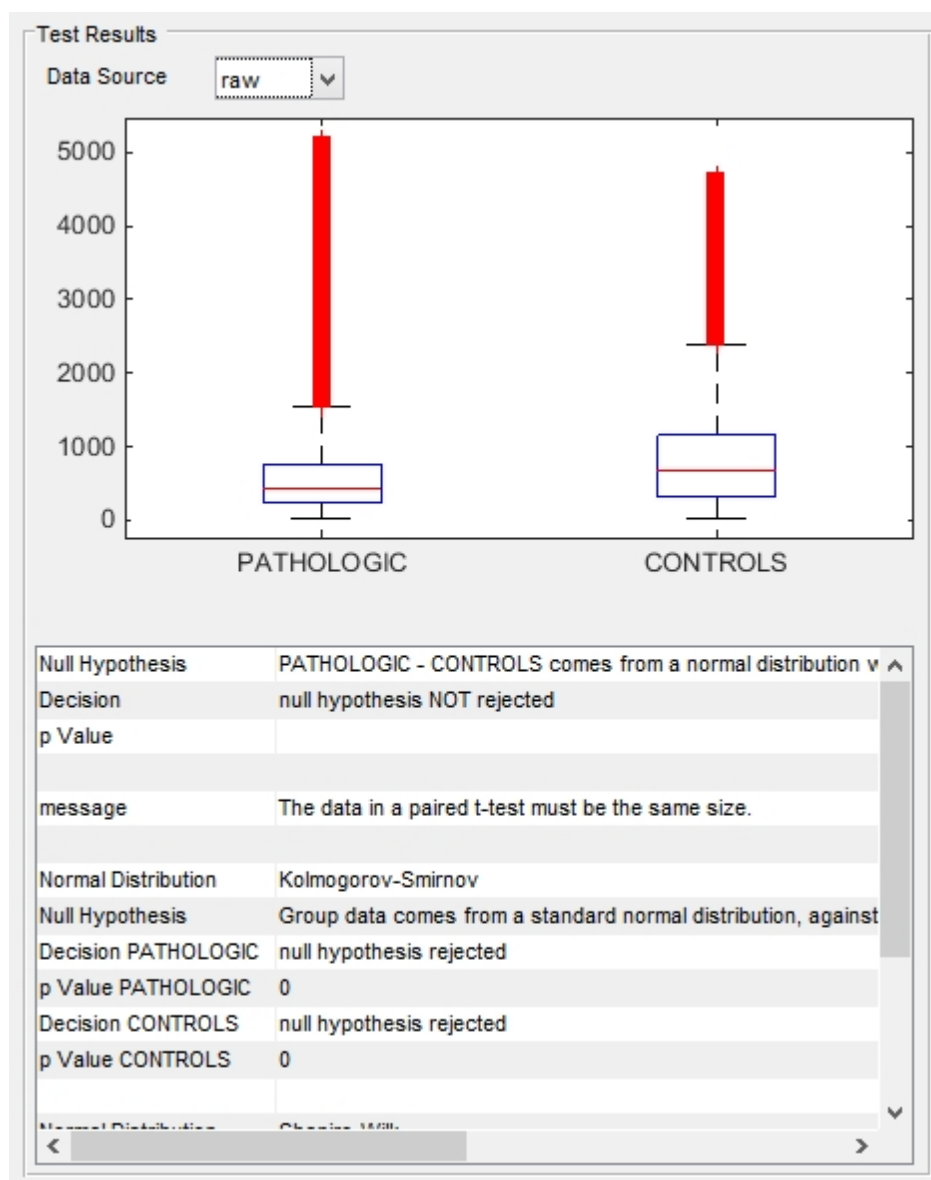 Test Results
Data Source raw
5000
4000
3000
2000
1000
0
PATHOLOGIC CONTROLS
Null Hypothesis PATHOLOGIC - CONTROLS comes from a normal distribution
Decision null hypothesis NOT rejected
p Value
message The data in a paired t-test must be the same size.
Normal Distribution Kolmogorov-Smirnov
Null Hypothesis Group data comes from a standard normal distribution, against
Decision PATHOLOGIC null hypothesis rejected
p Value PATHOLOGIC 0
Decision CONTROLS null hypothesis rejected
p Value CONTROLS 0